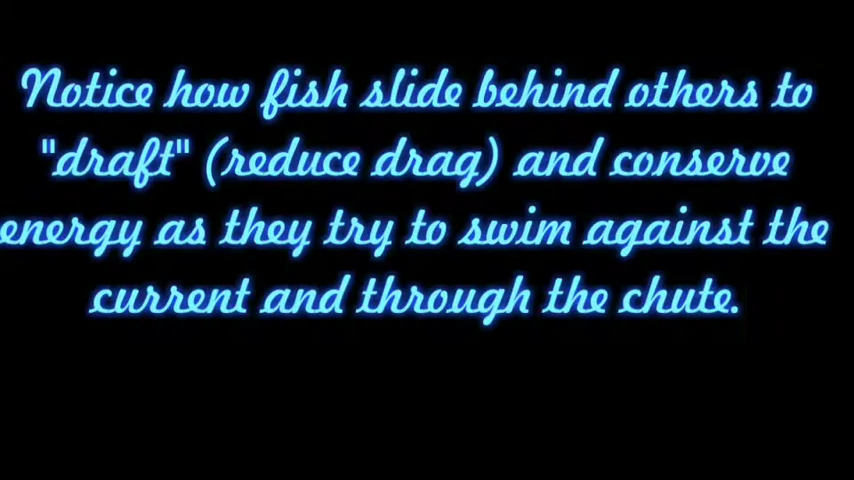 Notice how fish slide behind others to
"draft" (reduce drag) and conserve
energy as they try to swim against the
current and through the chute.